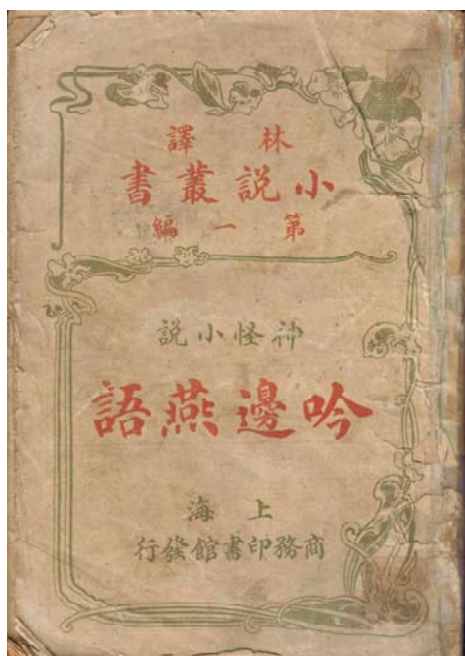 林譯
小說叢書
第一編
神怪小說
吟邊燕語
上海
商務印書館發行